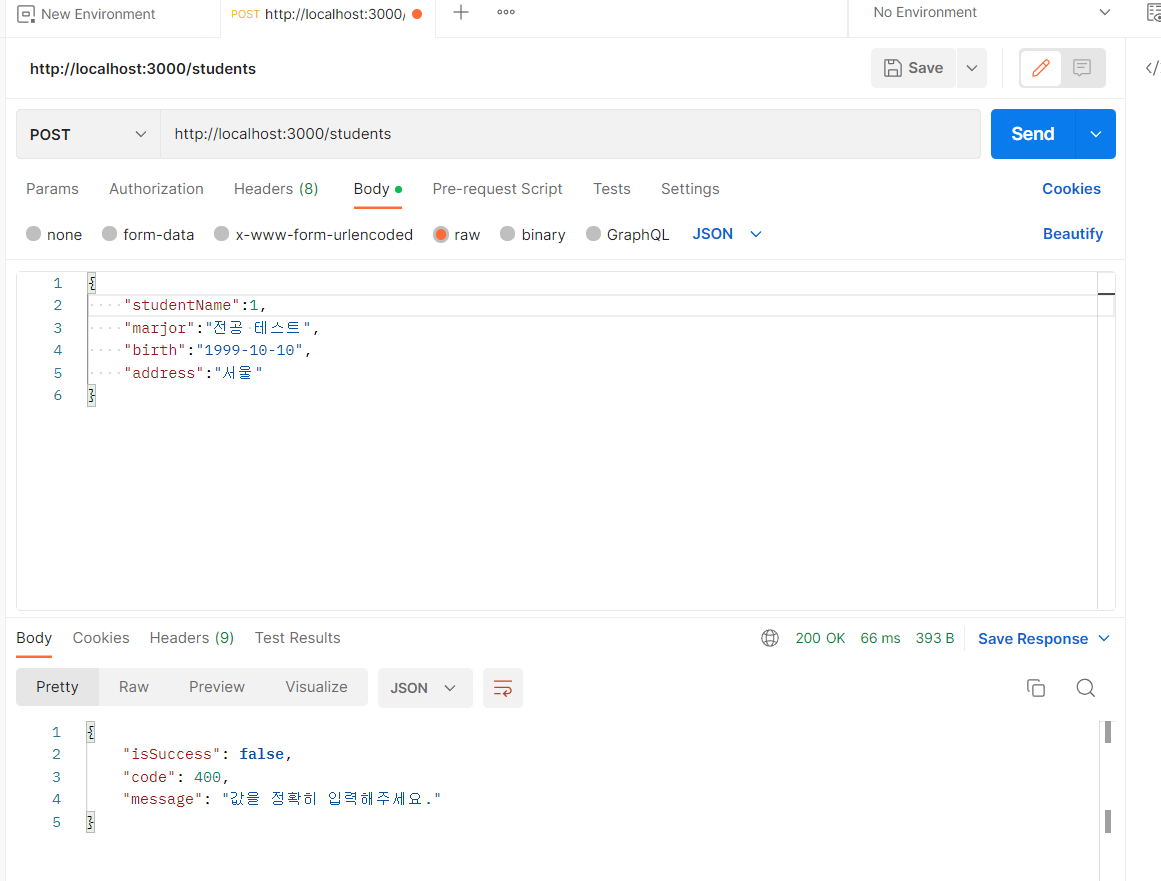 New Environment POST http://localhost:3000/ No Environment
http://localhost:3000/students Save
POST http://localhost:3000/students Send
Params Authorization Headers (8) Body Pre-request Script Tests Settings Cookies
none form-data x-www-form-urlencoded raw binary GraphQL JSON Beautify
1 {
2 "studentName":1,
3 "marjor":"전공 테스트",
4 "birth":"1999-10-10",
5 "address":"서울"
6 }
Body Cookies Headers (9) Test Results 200 OK 66 ms 393 B Save Response
Pretty Raw Preview Visualize JSON
1 {
2 "isSuccess": false,
3 "code": 400,
4 "message": "값을 정확히 입력해주세요."
5 }